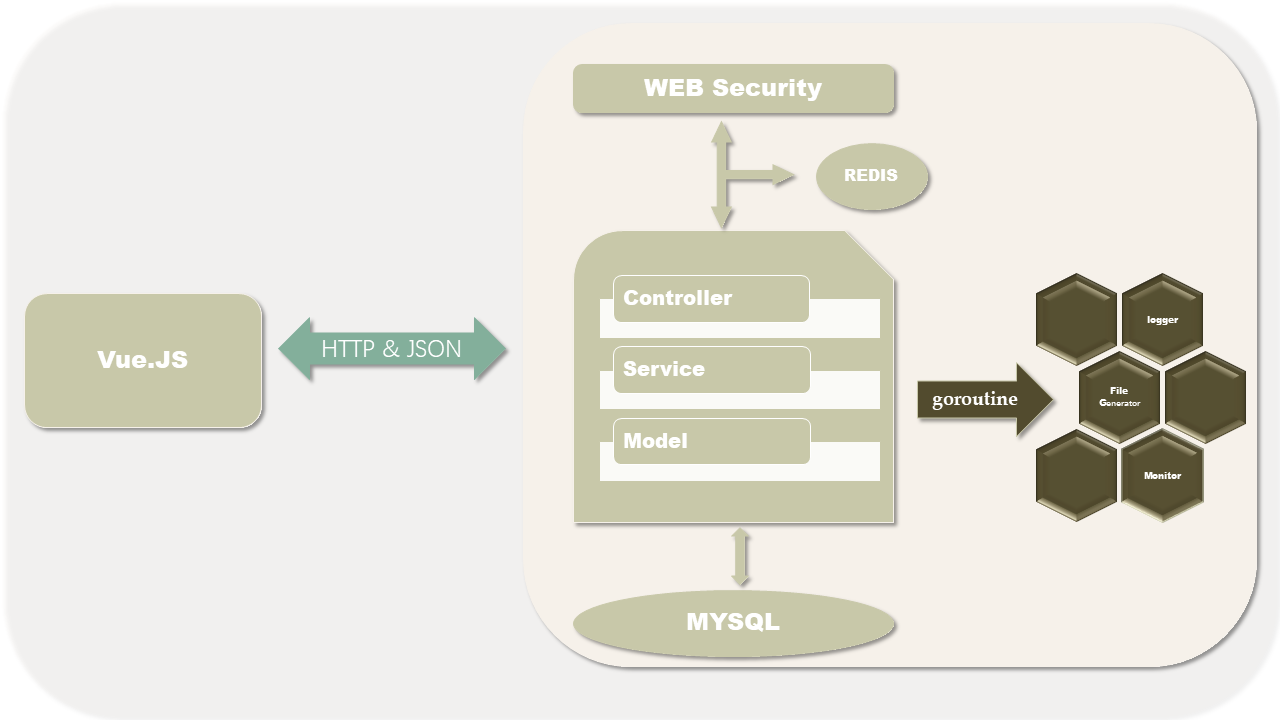 WEB Security
REDIS
Controller
Service
Model
Vue.JS
HTTP & JSON
goroutine
logger
File
Generator
Monitor
MYSQL